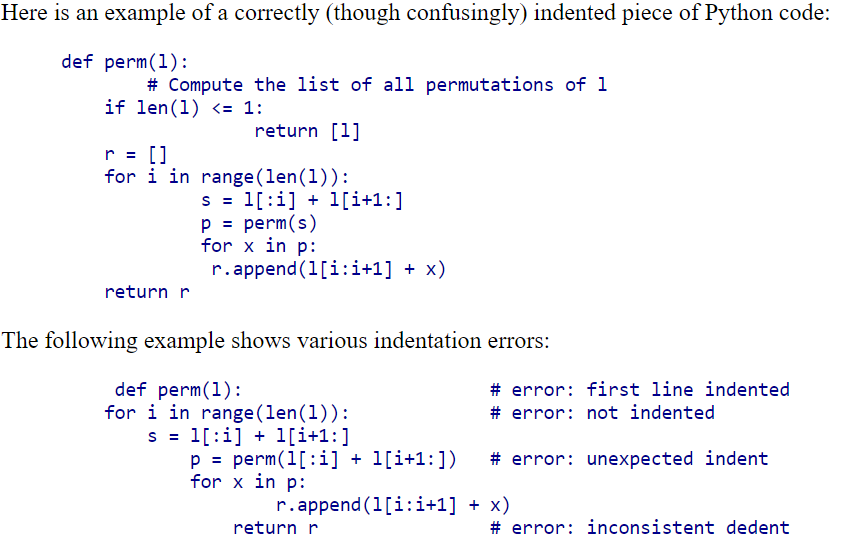 Here is an example of a correctly (though confusingly) indented piece of Python code:
def perm(l):
        # Compute the list of all permutations of l
    if len(l) <= 1:
                  return [l]
    r = []
    for i in range(len(l)):
             s = l[:i] + l[i+1:]
             p = perm(s)
             for x in p:
              r.append(l[i:i+1] + x)
    return r
The following example shows various indentation errors:
 def perm(l):                       # error: first line indented
for i in range(len(l)):             # error: not indented
    s = l[:i] + l[i+1:]
        p = perm(l[:i] + l[i+1:])   # error: unexpected indent
        for x in p:
                r.append(l[i:i+1] + x)
            return r                # error: inconsistent dedent